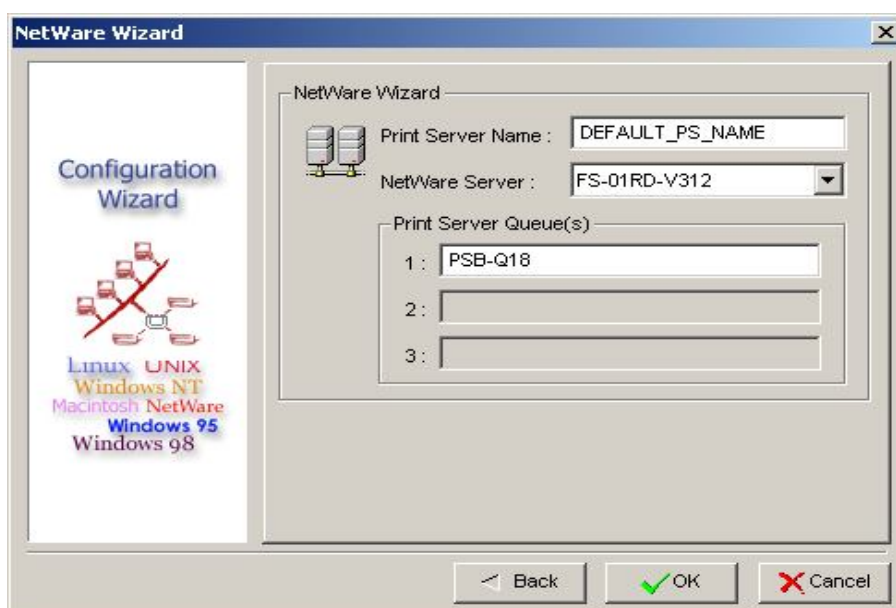 NetWare Wizard
Configuration
Wizard
Linux UNIX
Windows NT
Macintosh NetWare
Windows 95
Windows 98
NetWare Wizard
Print Server Name : DEFAULT_PS_NAME
NetWare Server : FS-01RD-V312
Print Server Queue(s)
1 : PSB-Q18
2 :
3 :
< Back OK Cancel